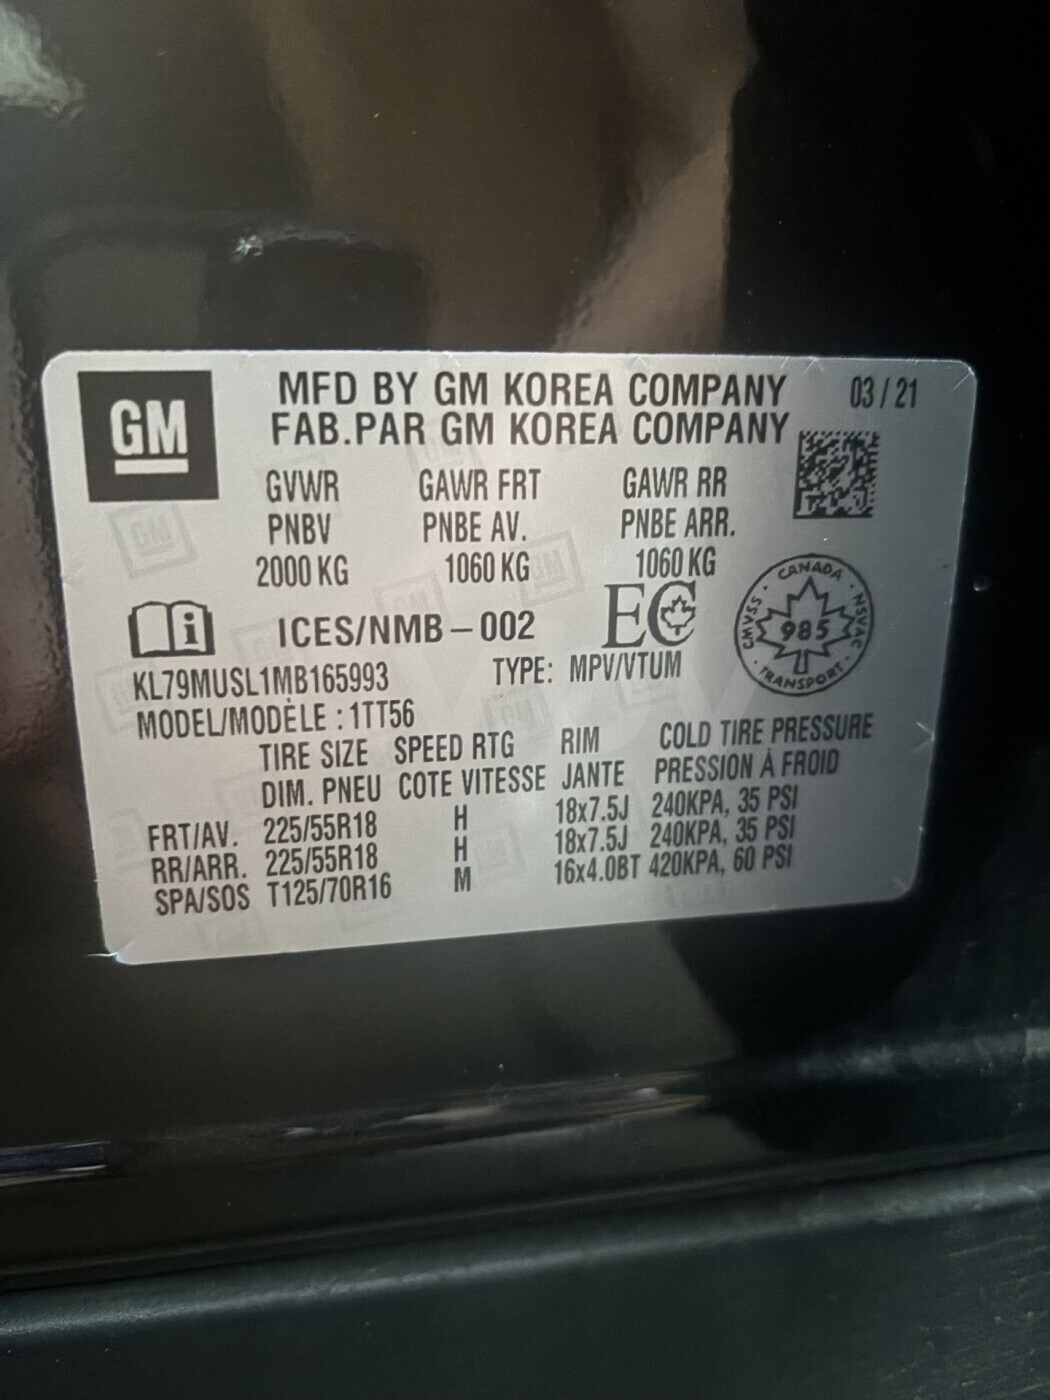 GM
MFD BY GM KOREA COMPANY 03 / 21
FAB.PAR GM KOREA COMPANY
GVWR GAWR FRT GAWR RR
PNBV PNBE AV. PNBE ARR.
2000 KG 1060 KG 1060 KG
i ICES/NMB – 002 EC
CANADA · NSVAC · TRANSPORT · CMVSS ·
985
KL79MUSL1MB165993 TYPE: MPV/VTUM
MODEL/MODÈLE : 1TT56
TIRE SIZE SPEED RTG RIM COLD TIRE PRESSURE
DIM. PNEU COTE VITESSE JANTE PRESSION À FROID
FRT/AV. 225/55R18 H 18x7.5J 240KPA, 35 PSI
RR/ARR. 225/55R18 H 18x7.5J 240KPA, 35 PSI
SPA/SOS T125/70R16 M 16x4.0BT 420KPA, 60 PSI